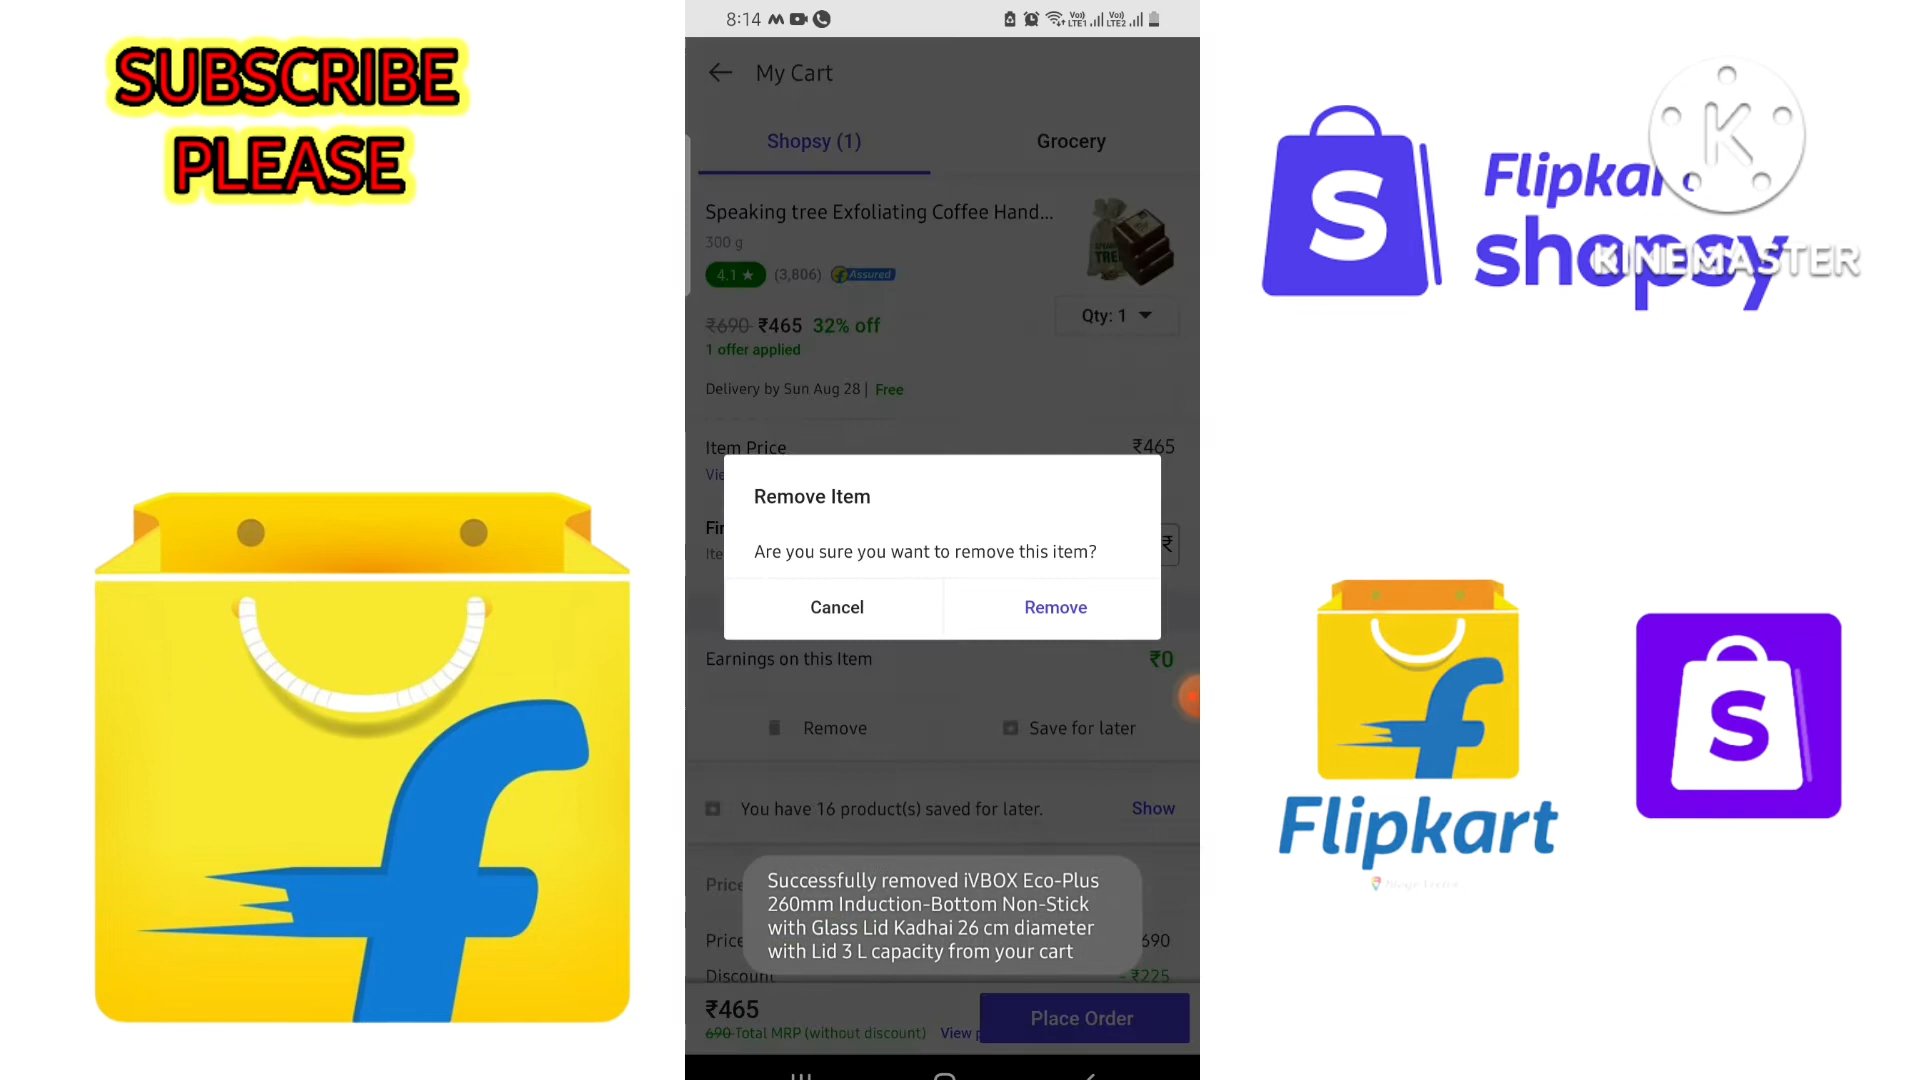 SUBSCRIBE
PLEASE
8:14
LTE1 LTE2
My Cart
Shopsy (1)
Grocery
Speaking tree Exfoliating Coffee Hand...
300 g
4.1 ★ (3,806) Assured
₹690 ₹465 32% off
1 offer applied
Qty: 1
Delivery by Sun Aug 28 | Free
Item Price ₹465
Remove Item
Are you sure you want to remove this item?
₹
Cancel
Remove
Earnings on this Item ₹0
Remove
Save for later
You have 16 product(s) saved for later. Show
Successfully removed iVBOX Eco-Plus
260mm Induction-Bottom Non-Stick
with Glass Lid Kadhai 26 cm diameter
with Lid 3 L capacity from your cart
Discount - ₹225
₹465
690 Total MRP (without discount) View
Place Order
S
Flipkart
shopsy
K
KINEMASTER
f
Flipkart
S